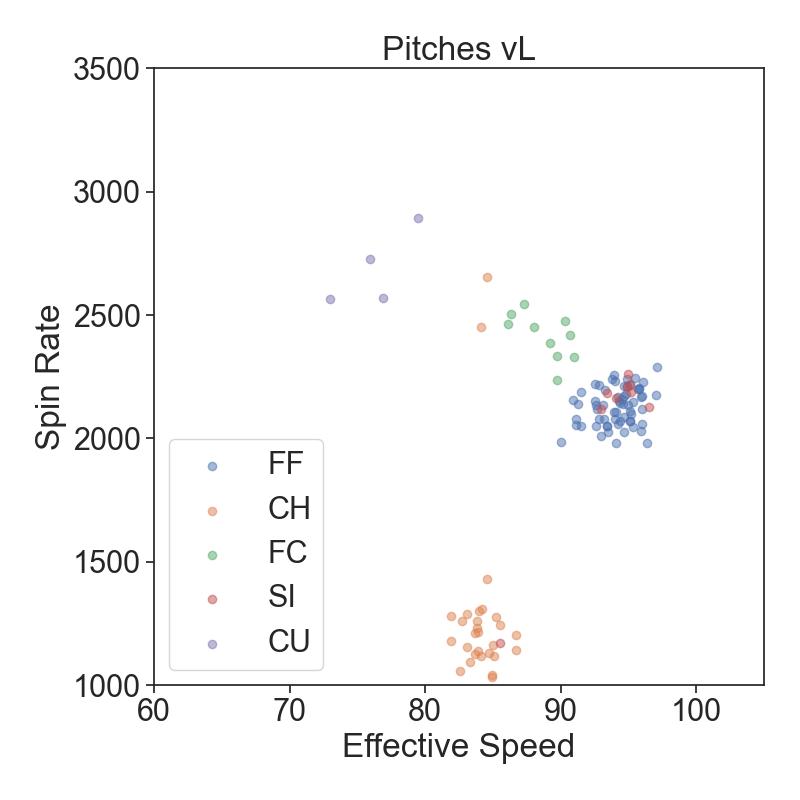 Pitches vL
3500
3000
2500
2000
1500
1000
Spin Rate
FF
CH
FC
SI
CU
60 70 80 90 100
Effective Speed